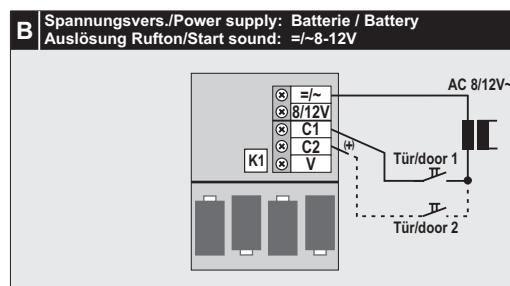 B
Spannungsvers./Power supply: Batterie / Battery
Auslösung Rufton/Start sound: =/~8-12V
AC 8/12V~
=/~
8/12V
C1
C2
(+)
K1
V
Tür/door 1
Tür/door 2